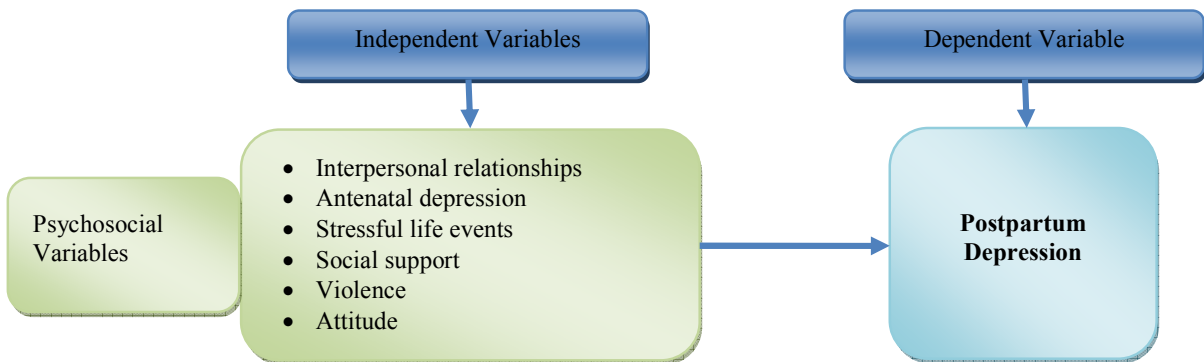 Independent Variables
Dependent Variable
Psychosocial
Variables
• Interpersonal relationships
• Antenatal depression
• Stressful life events
• Social support
• Violence
• Attitude
Postpartum
Depression